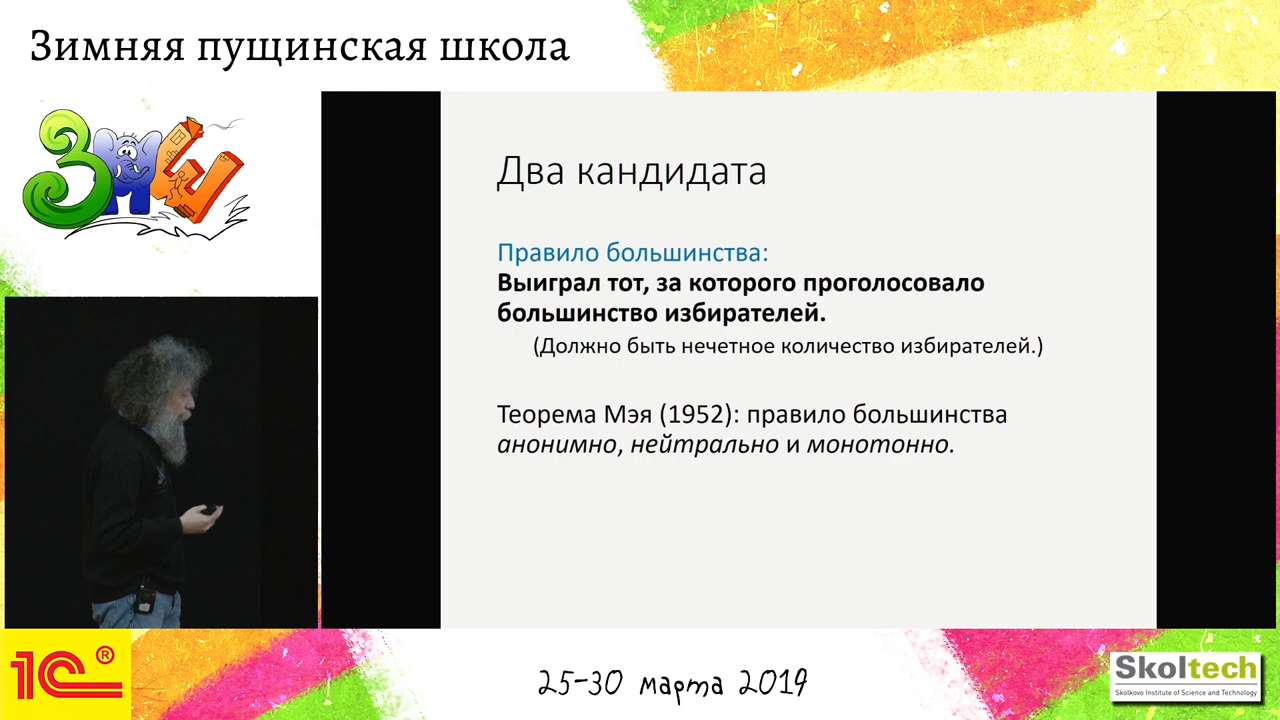 Зимняя пущинская школа
ЗПШ
Два кандидата
Правило большинства:
Выиграл тот, за которого проголосовало
большинство избирателей.
(Должно быть нечетное количество избирателей.)
Теорема Мэя (1952): правило большинства
анонимно, нейтрально и монотонно.
1С®
25-30 марта 2019
Skoltech
Skolkovo Institute of Science and Technology